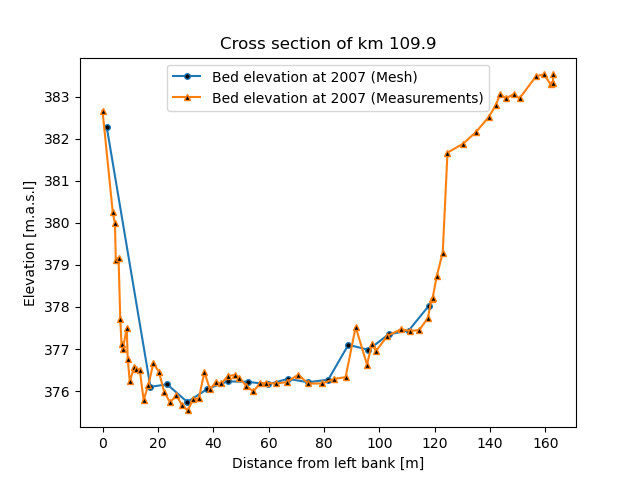 Cross section of km 109.9
Bed elevation at 2007 (Mesh)
Bed elevation at 2007 (Measurements)
Elevation [m.a.s.l]
383
382
381
380
379
378
377
376
0 20 40 60 80 100 120 140 160
Distance from left bank [m]